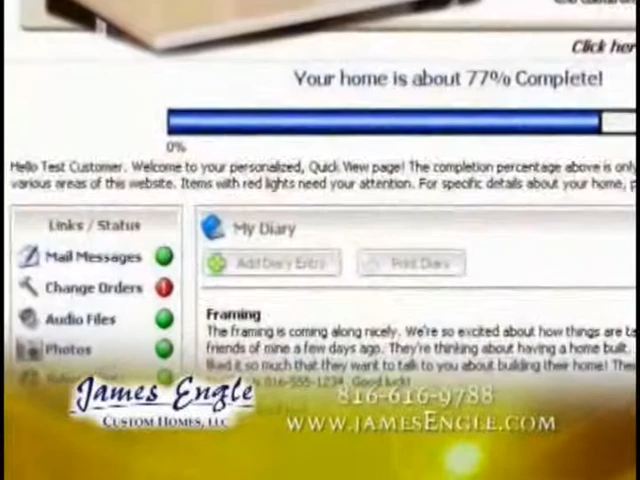 Click her
Your home is about 77% Complete!
0%
Hello Test Customer. Welcome to your personalized, Quick View page! The completion percentage above is only
various areas of this website. Items with red lights need your attention. For specific details about your home, p
Links / Status
Mail Messages
Change Orders
Audio Files
Photos
My Diary
Add Diary Entry
Print Diary
Framing
The framing is coming along nicely. We're so excited about how things are ta
friends of mine a few days ago. They're thinking about having a home built.
liked it so much that they want to talk to you about building their home! The
816-555-1234. Good luck!
James Engle
CUSTOM HOMES, LLC
816-616-9788
WWW.JAMESENGLE.COM